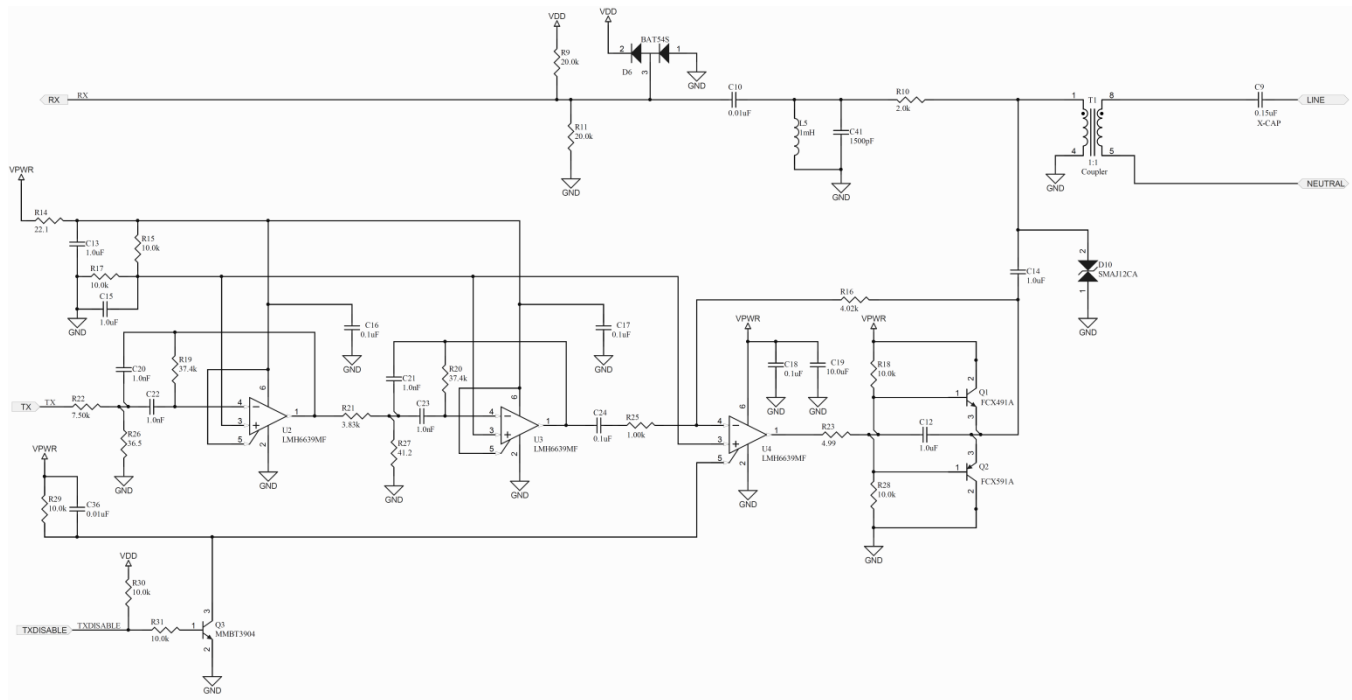 VDD
VDD
BAT54S
2
1
R9
20.0k
D6
3
GND
RX
RX
C10
0.01uF
R10
2.0k
1
T1
8
C9
0.15uF
X-CAP
LINE
R11
20.0k
L5
1mH
C41
1500pF
4
5
1:1
Coupler
GND
GND
GND
NEUTRAL
VPWR
R14
22.1
C13
1.0uF
R15
10.0k
R17
10.0k
C15
1.0uF
GND
C14
1.0uF
2
D10
SMAJ12CA
1
GND
R16
4.02k
C16
0.1uF
GND
C17
0.1uF
GND
VPWR
VPWR
C18
0.1uF
C19
10.0uF
GND
GND
R18
10.0k
2
1
Q1
FCX491A
3
C20
1.0nF
R19
37.4k
C21
1.0nF
R20
37.4k
TX
TX
R22
7.50k
C22
1.0nF
6
4
3
5
1
2
U2
LMH6639MF
R21
3.83k
C23
1.0nF
6
4
3
5
1
2
U3
LMH6639MF
C24
0.1uF
R25
1.00k
6
4
3
5
1
2
U4
LMH6639MF
R23
4.99
C12
1.0uF
3
1
Q2
FCX591A
2
R26
36.5
GND
GND
R27
41.2
GND
GND
GND
R28
10.0k
GND
VPWR
R29
10.0k
C36
0.01uF
VDD
R30
10.0k
TXDISABLE
TXDISABLE
R31
10.0k
3
1
Q3
MMBT3904
2
GND